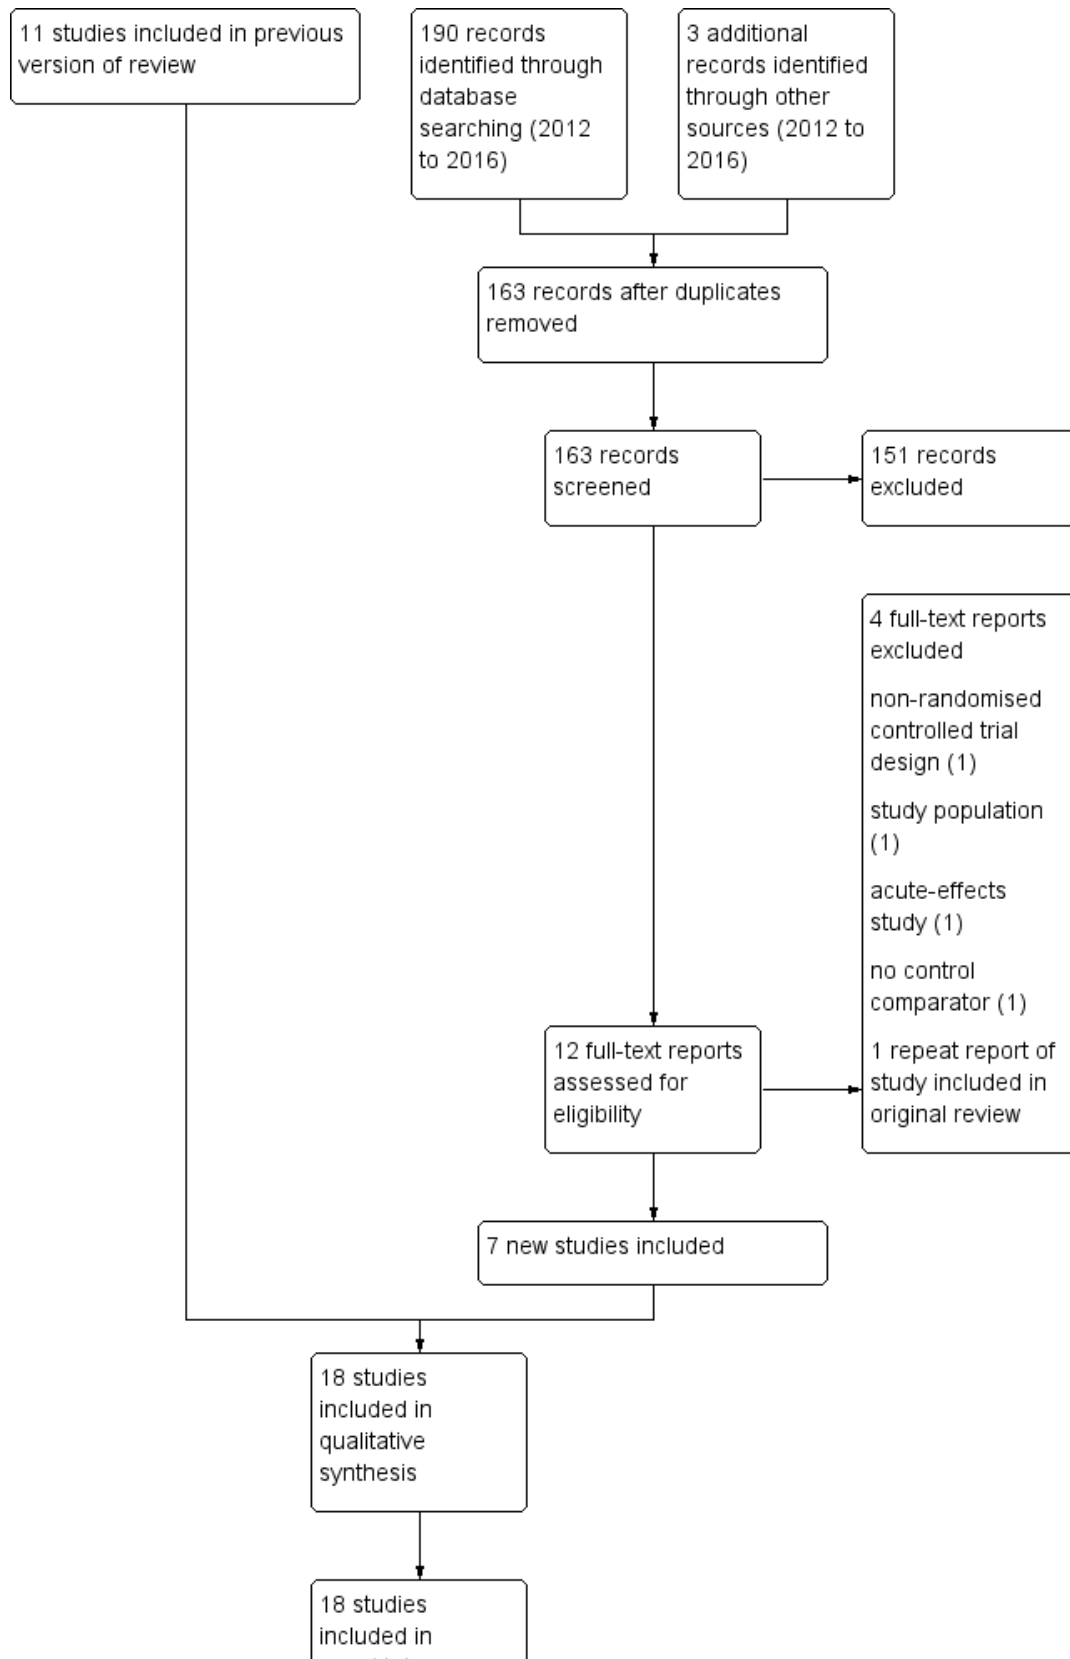 11 studies included in previous
version of review
190 records
identified through
database
searching (2012
to 2016)
3 additional
records identified
through other
sources (2012 to
2016)
163 records after duplicates
removed
163 records
screened
151 records
excluded
4 full-text reports
excluded
non-randomised
controlled trial
design (1)
study population
(1)
acute-effects
study (1)
no control
comparator (1)
1 repeat report of
study included in
original review
12 full-text reports
assessed for
eligibility
7 new studies included
18 studies
included in
qualitative
synthesis
18 studies
included in